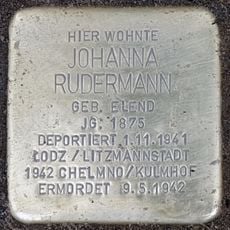 HIER WOHNTE
JOHANNA
RUDERMANN
GEB. ELEND
JG. 1875
DEPORTIERT 1.11.1941
ŁODZ / LITZMANNSTADT
1942 CHELMNO/KULMHOF
ERMORDET 9.5.1942